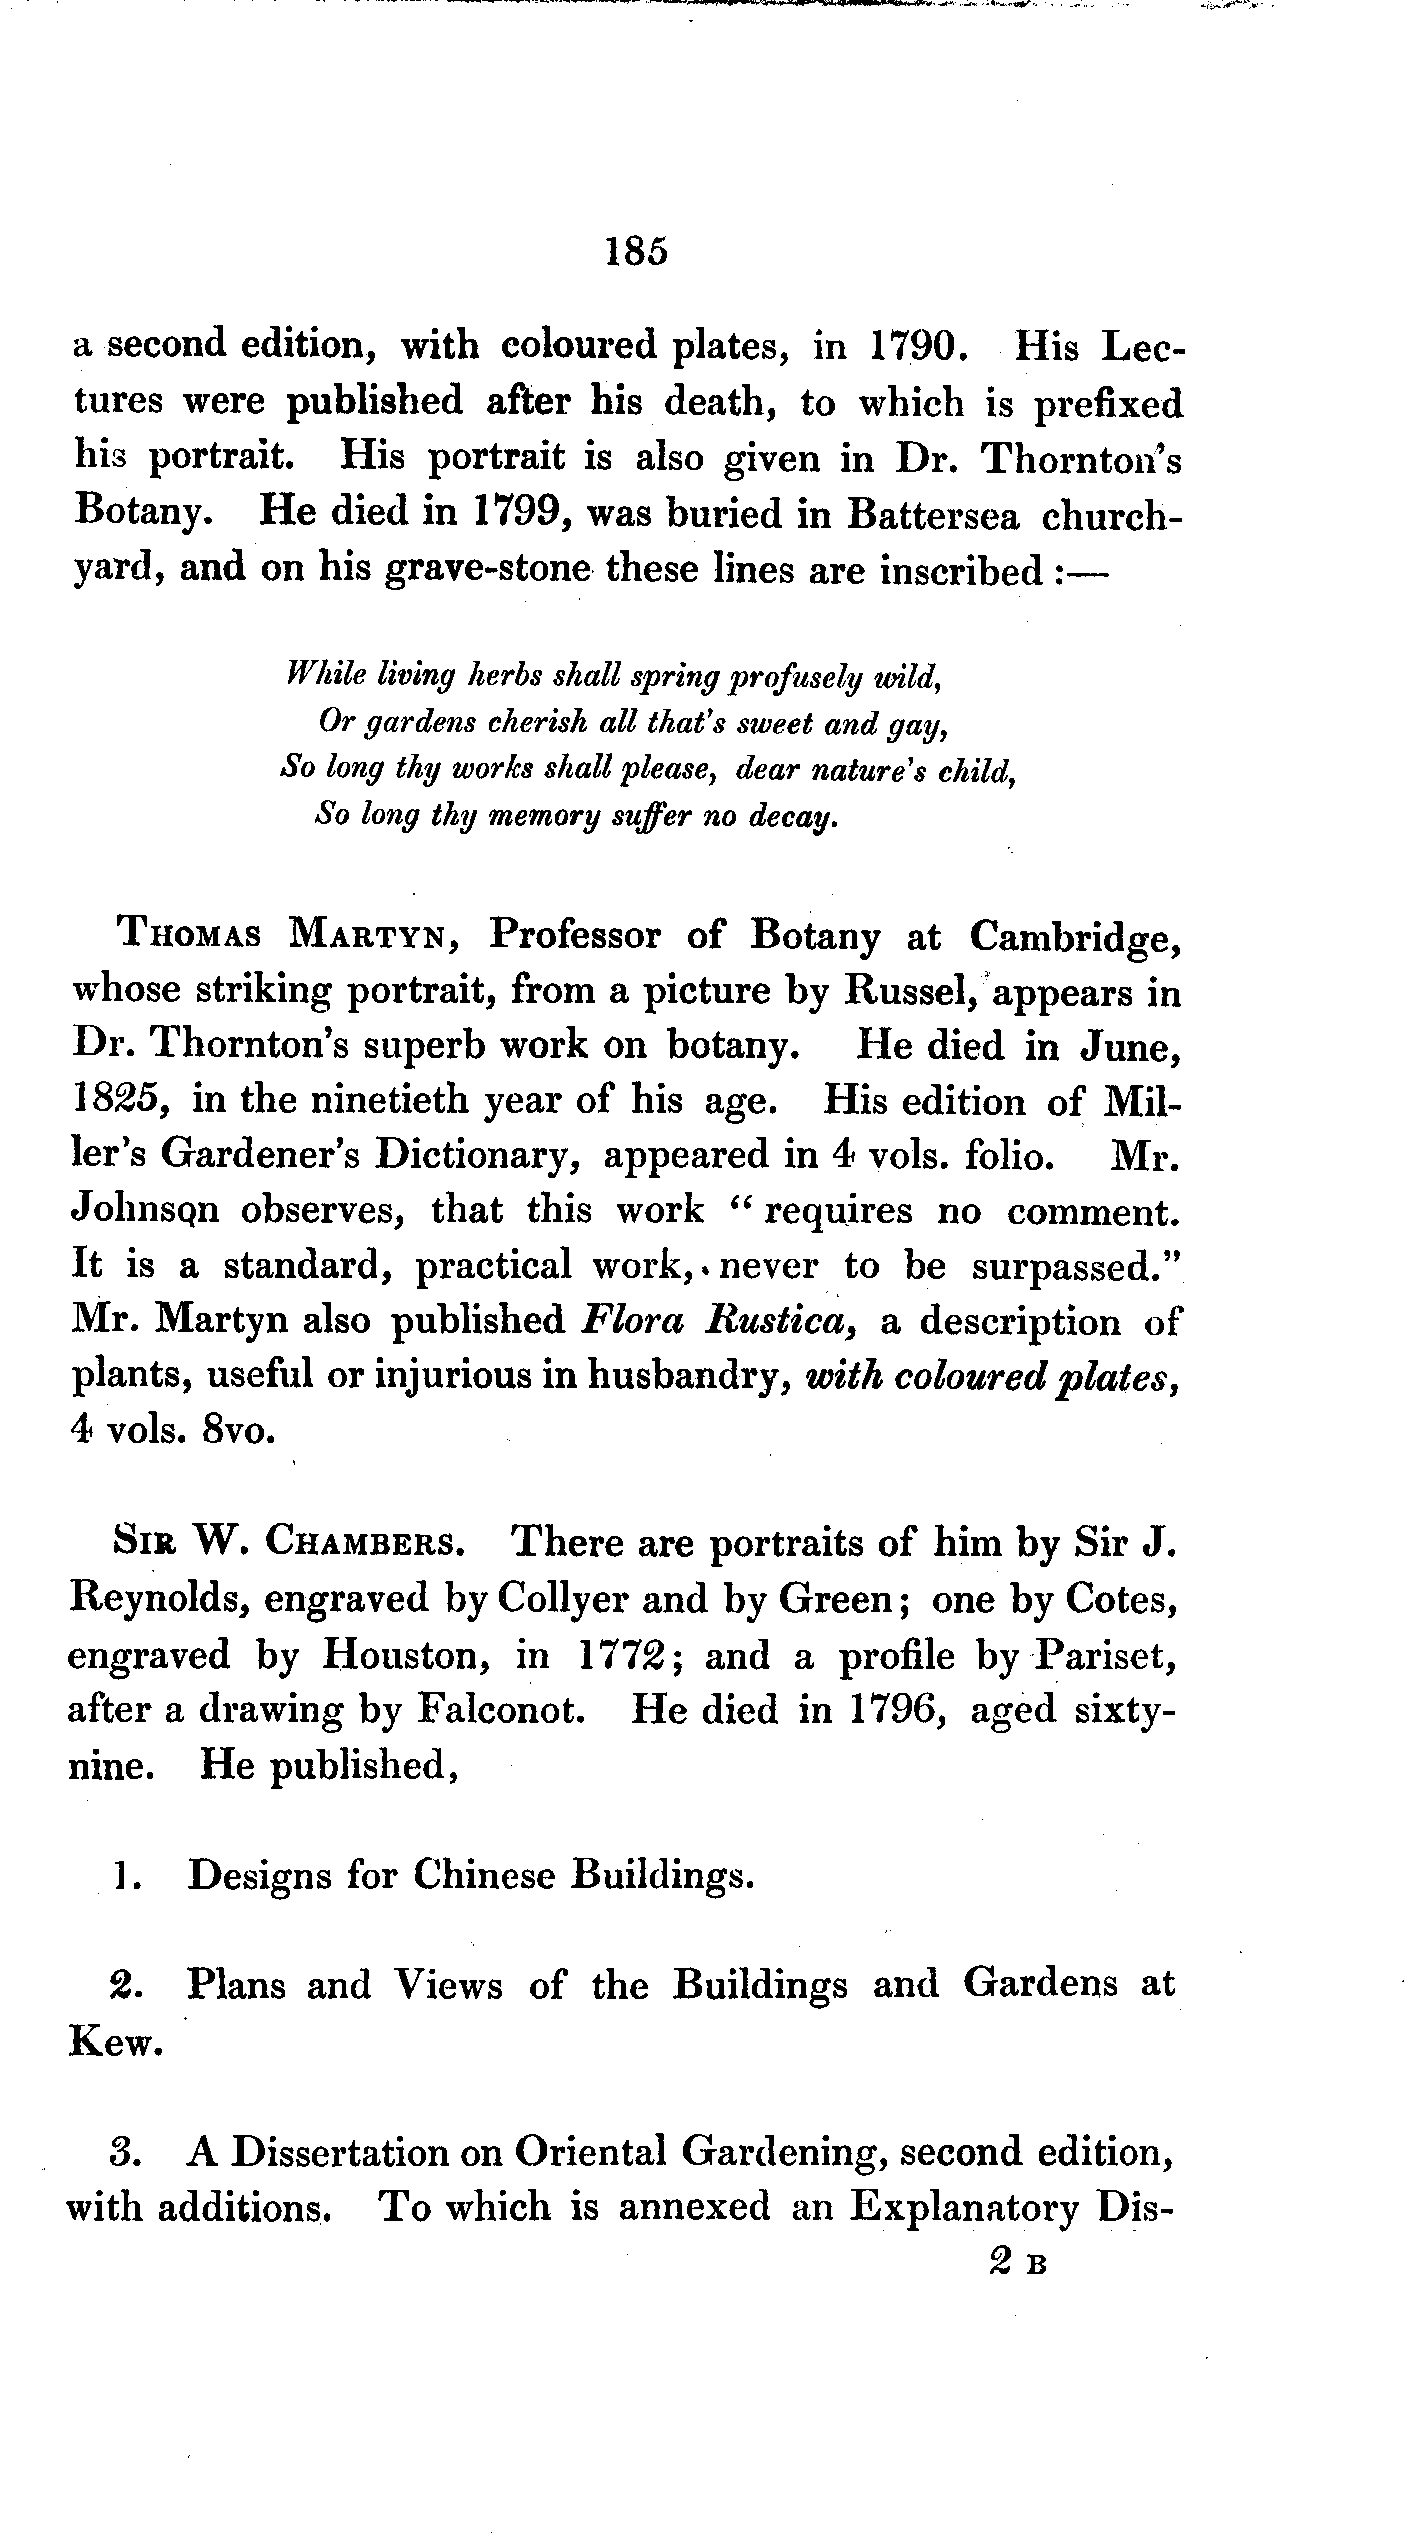 185
a second edition, with coloured plates, in 1790. His Lec-
tures were published after his death, to which is prefixed
his portrait. His portrait is also given in Dr. Thornton's
Botany. He died in 1799, was buried in Battersea church-
yard, and on his grave-stone these lines are inscribed :—
While living herbs shall spring profusely wild,
Or gardens cherish all that's sweet and gay,
So long thy works shall please, dear nature's child,
So long thy memory suffer no decay.
THOMAS MARTYN, Professor of Botany at Cambridge,
whose striking portrait, from a picture by Russel, appears in
Dr. Thornton's superb work on botany. He died in June,
1825, in the ninetieth year of his age. His edition of Mil-
ler's Gardener's Dictionary, appeared in 4 vols. folio. Mr.
Johnson observes, that this work “ requires no comment.
It is a standard, practical work, never to be surpassed.”
Mr. Martyn also published Flora Rustica, a description of
plants, useful or injurious in husbandry, with coloured plates,
4 vols. 8vo.
SIR W. CHAMBERS. There are portraits of him by Sir J.
Reynolds, engraved by Collyer and by Green; one by Cotes,
engraved by Houston, in 1772; and a profile by Pariset,
after a drawing by Falconot. He died in 1796, aged sixty-
nine. He published,
1. Designs for Chinese Buildings.
2. Plans and Views of the Buildings and Gardens at
Kew.
3. A Dissertation on Oriental Gardening, second edition,
with additions. To which is annexed an Explanatory Dis-
2 B